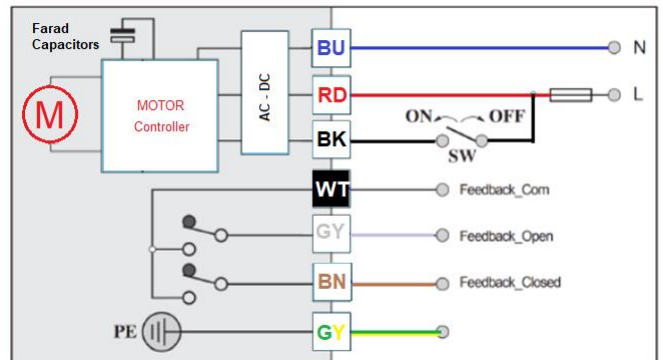 Farad
Capacitors
M
MOTOR
Controller
AC - DC
BU
N
RD
L
ON
OFF
BK
SW
WT
Feedback_Com
GY
Feedback_Open
BN
Feedback_Closed
PE
GY